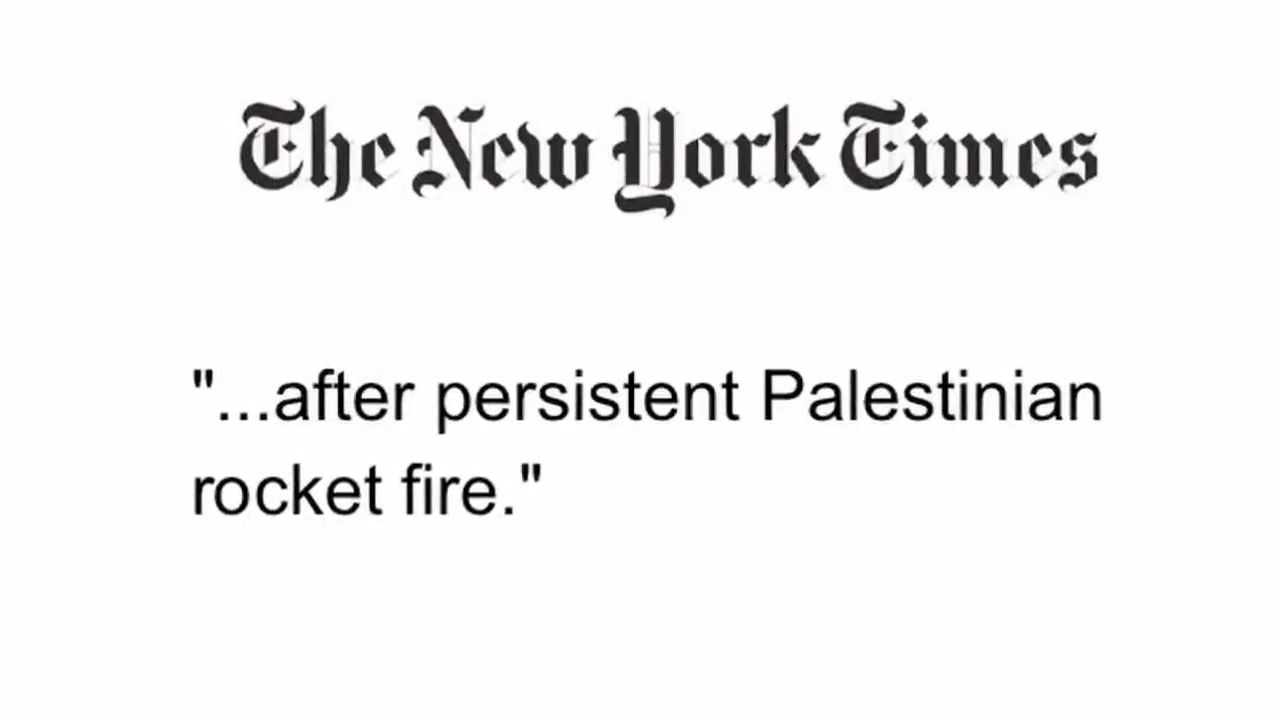 The New York Times
"...after persistent Palestinian
rocket fire."